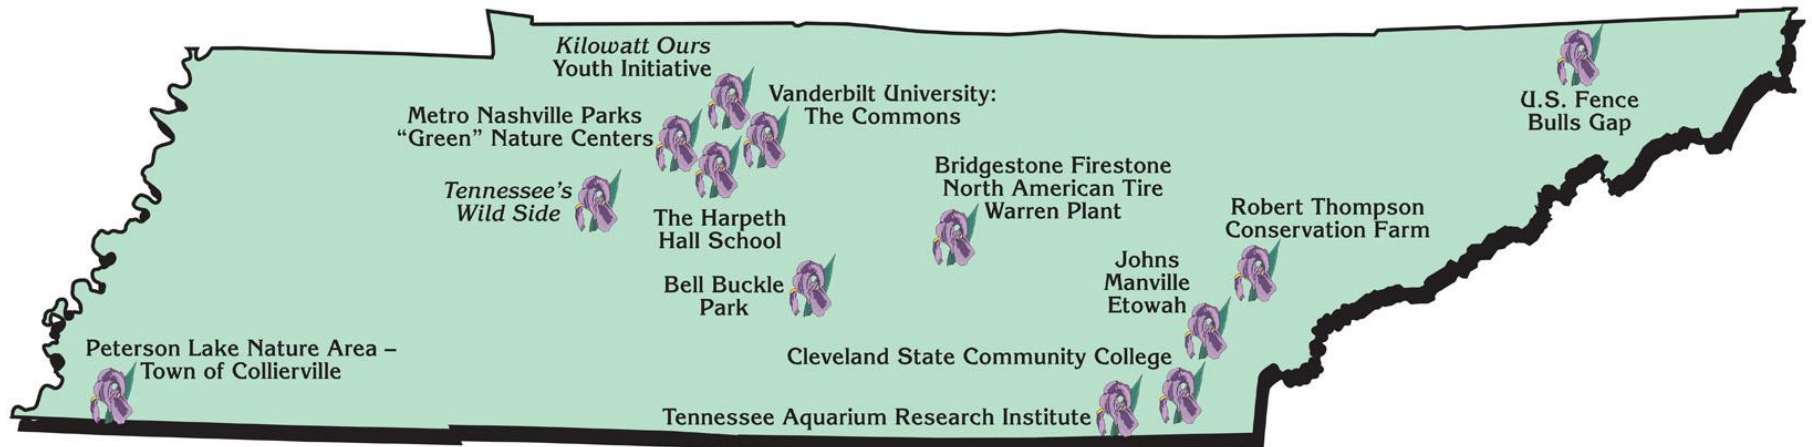 Kilowatt Ours
Youth Initiative
Vanderbilt University:
The Commons
Metro Nashville Parks
“Green” Nature Centers
U.S. Fence
Bulls Gap
Tennessee’s
Wild Side
The Harpeth
Hall School
Bridgestone Firestone
North American Tire
Warren Plant
Robert Thompson
Conservation Farm
Bell Buckle
Park
Johns
Manville
Etowah
Peterson Lake Nature Area –
Town of Collierville
Cleveland State Community College
Tennessee Aquarium Research Institute